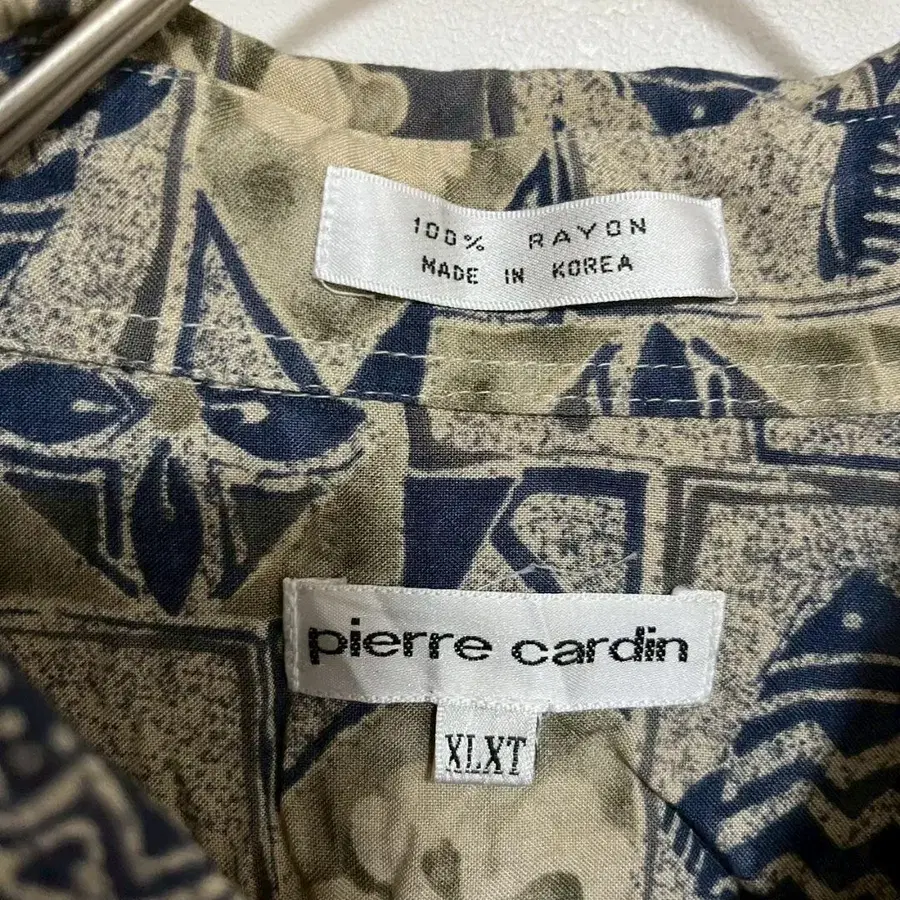 100% RAYON
MADE IN KOREA
pierre cardin
XLXT